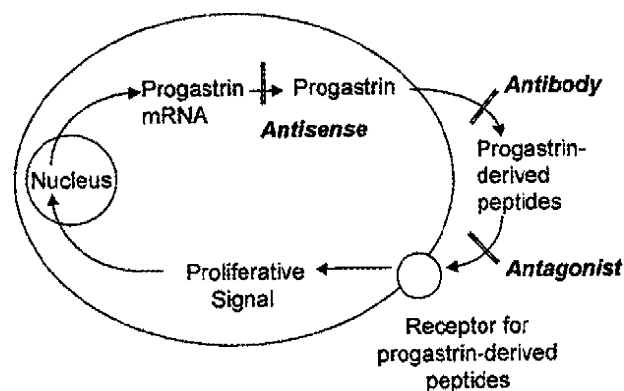 Progastrin
mRNA
Progastrin
Antisense
Antibody
Progastrin-
derived
peptides
Nucleus
Antagonist
Proliferative
Signal
Receptor for
progastrin-derived
peptides